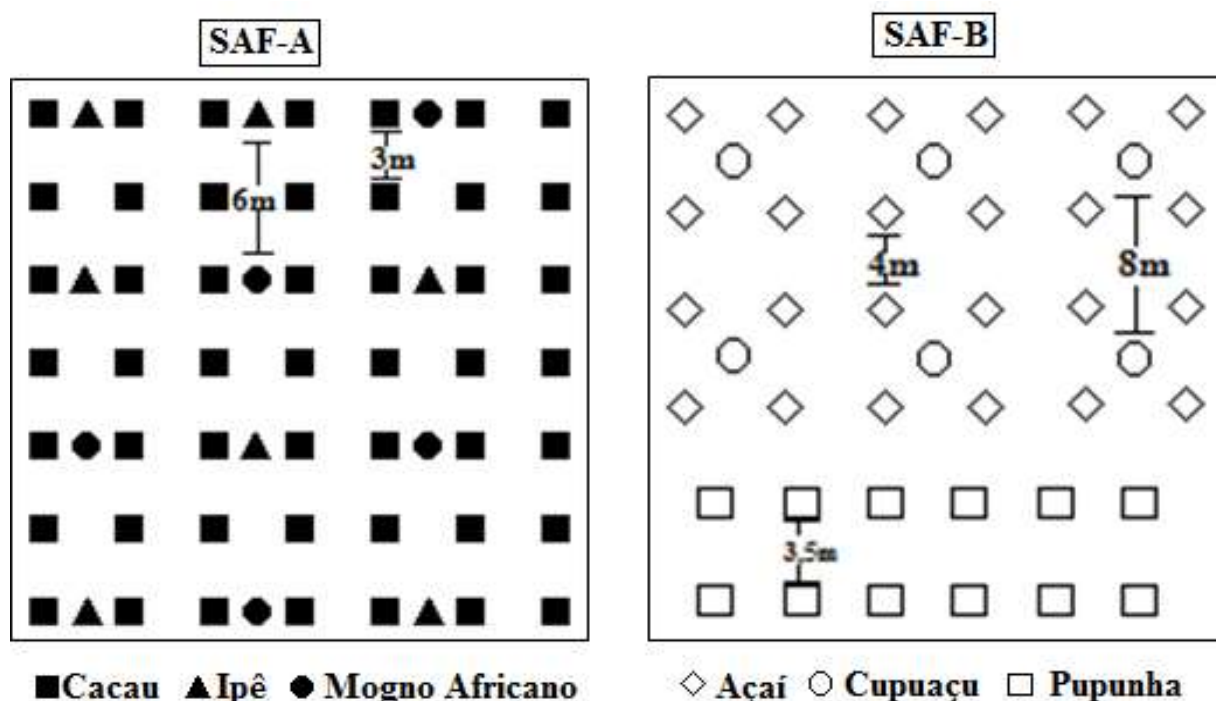 SAF-A
SAF-B
3m
6m
4m
8m
3,5m
Cacau Ipê Mogno Africano
Açaí Cupuaçu Pupunha